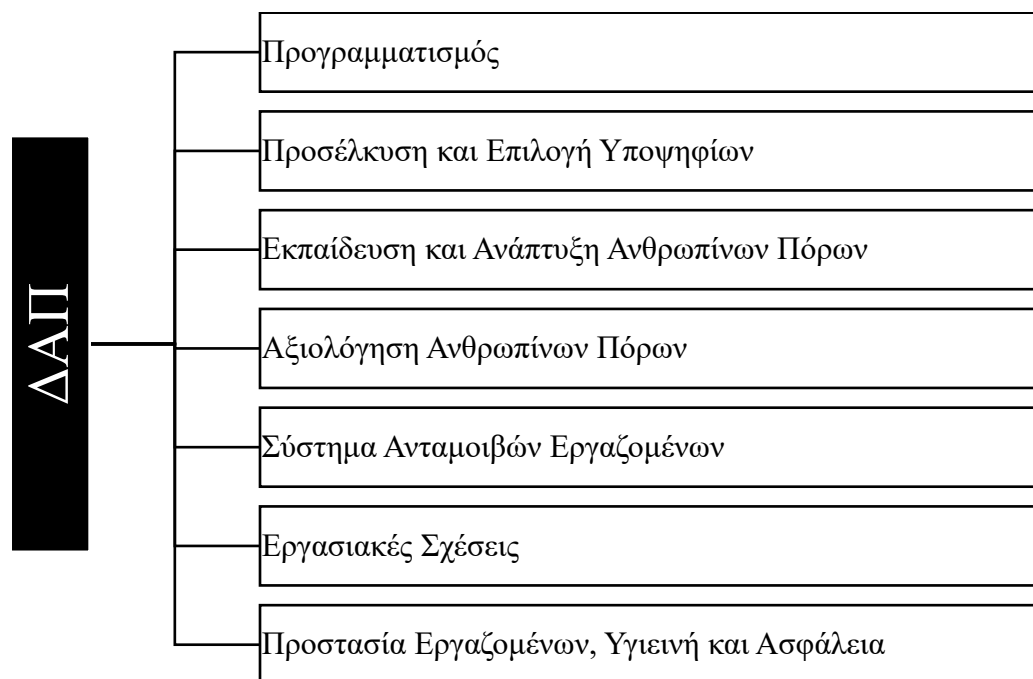 ΔΑΠ
Προγραμματισμός
Προσέλκυση και Επιλογή Υποψηφίων
Εκπαίδευση και Ανάπτυξη Ανθρωπίνων Πόρων
Αξιολόγηση Ανθρωπίνων Πόρων
Σύστημα Ανταμοιβών Εργαζομένων
Εργασιακές Σχέσεις
Προστασία Εργαζομένων, Υγιεινή και Ασφάλεια